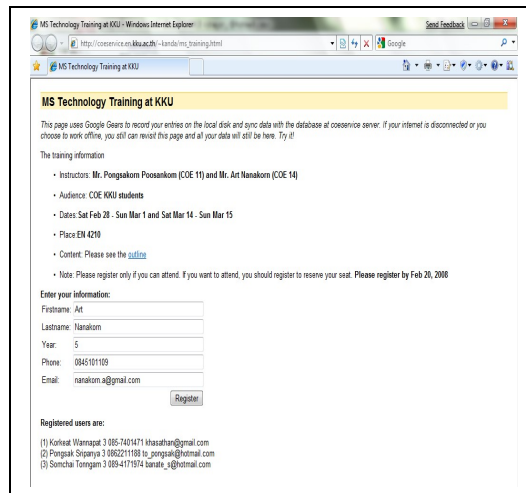 MS Technology Training at KKU - Windows Internet Explorer
Send Feedback
http://coeservice.en.kku.ac.th/~kanda/ms_training.html
Google
MS Technology Training at KKU
MS Technology Training at KKU
This page uses Google Gears to record your entries on the local disk and sync data with the database at coeservice server. If your internet is disconnected or you
choose to work offline, you still can revisit this page and all your data will still be here. Try it!
The training information
• Instructors: Mr. Pongsakorn Poosankom (COE 11) and Mr. Art Nanakorn (COE 14)
• Audience: COE KKU students
• Dates:Sat Feb 28 - Sun Mar 1 and Sat Mar 14 - Sun Mar 15
• Place:EN 4210
• Content: Please see the outline
• Note: Please register only if you can attend. If you want to attend, you should register to reserve your seat. Please register by Feb 20, 2008
Enter your information:
Firstname: Art
Lastname: Nanakorn
Year: 5
Phone: 0845101109
Email: nanakorn.a@gmail.com
Register
Registered users are:
(1) Korkeat Wannapat 3 085-7401471 khasathan@gmail.com
(2) Pongsak Sripanya 3 0862211188 to_pongsak@hotmail.com
(3) Somchai Torngam 3 089-4171974 banate_s@hotmail.com